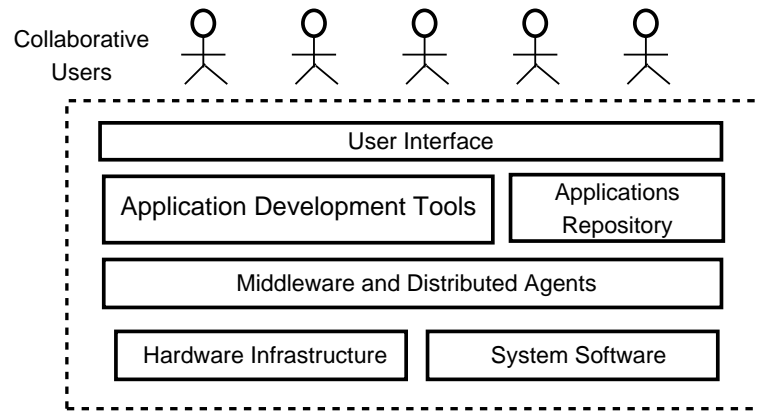 Collaborative
Users
User Interface
Application Development Tools
Applications
Repository
Middleware and Distributed Agents
Hardware Infrastructure
System Software